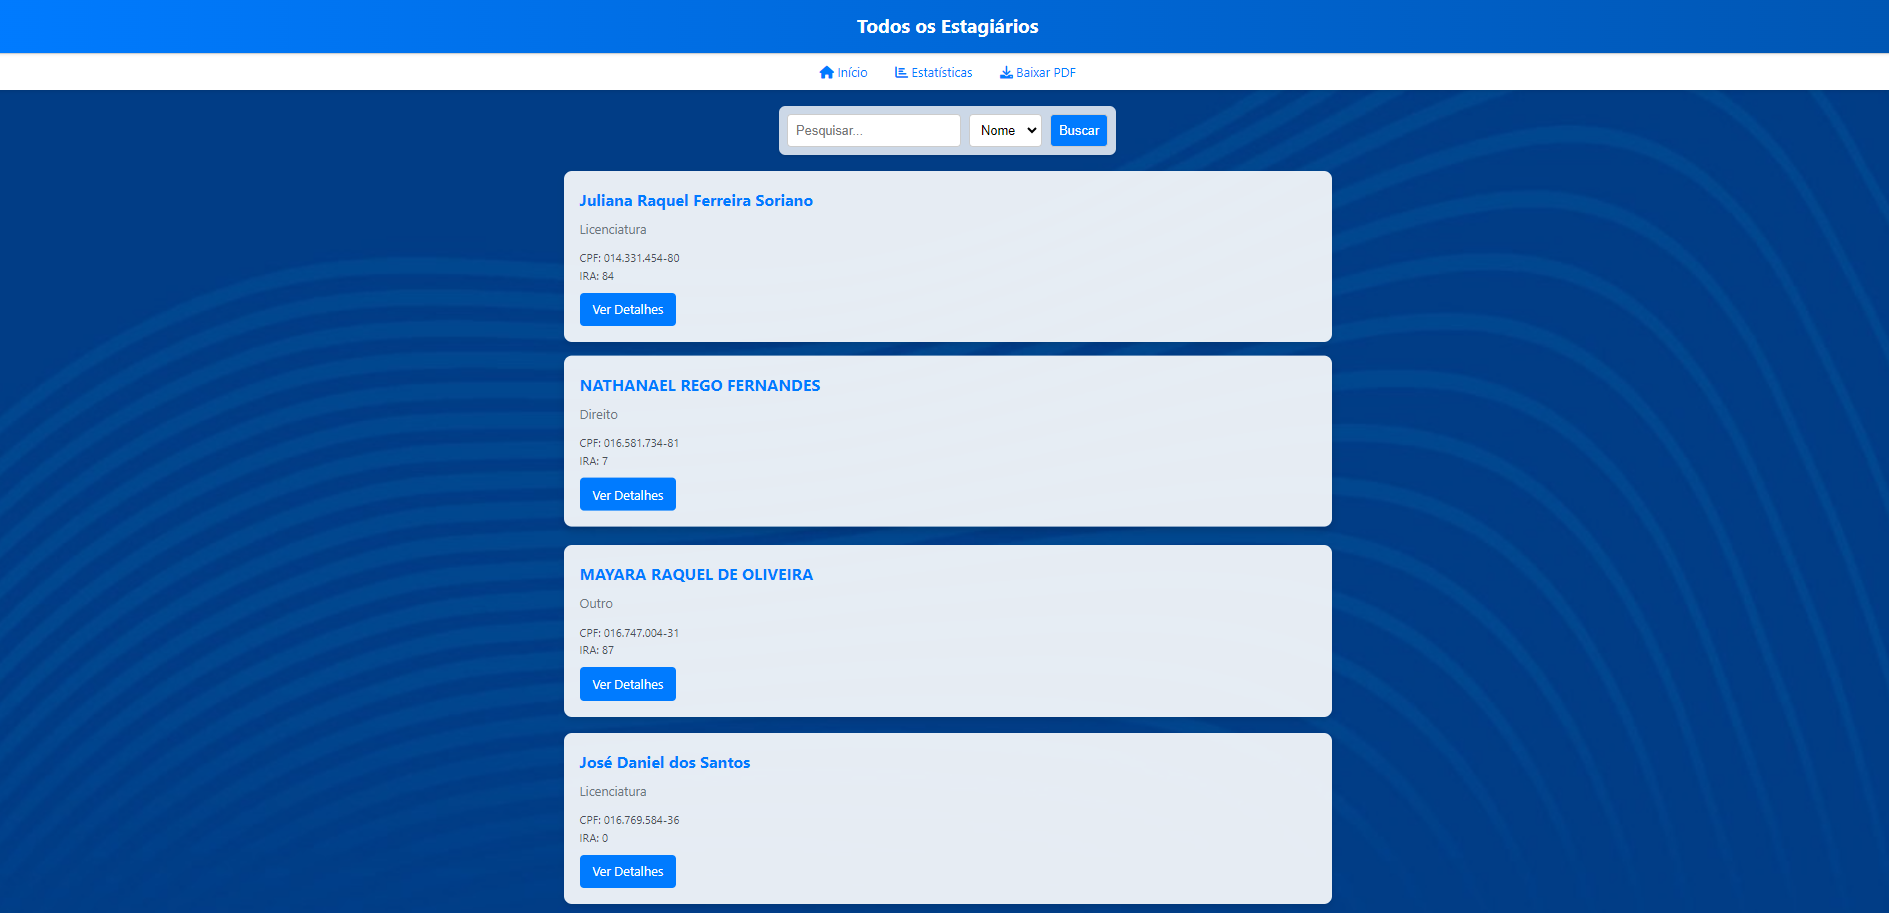 Todos os Estagiários
Início Estatísticas Baixar PDF
Pesquisar... Nome Buscar
Juliana Raquel Ferreira Soriano
Licenciatura
CPF: 014.331.454-80
IRA: 84
Ver Detalhes
NATHANAEL REGO FERNANDES
Direito
CPF: 016.581.734-81
IRA: 7
Ver Detalhes
MAYARA RAQUEL DE OLIVEIRA
Outro
CPF: 016.747.004-31
IRA: 87
Ver Detalhes
José Daniel dos Santos
Licenciatura
CPF: 016.769.584-36
IRA: 0
Ver Detalhes